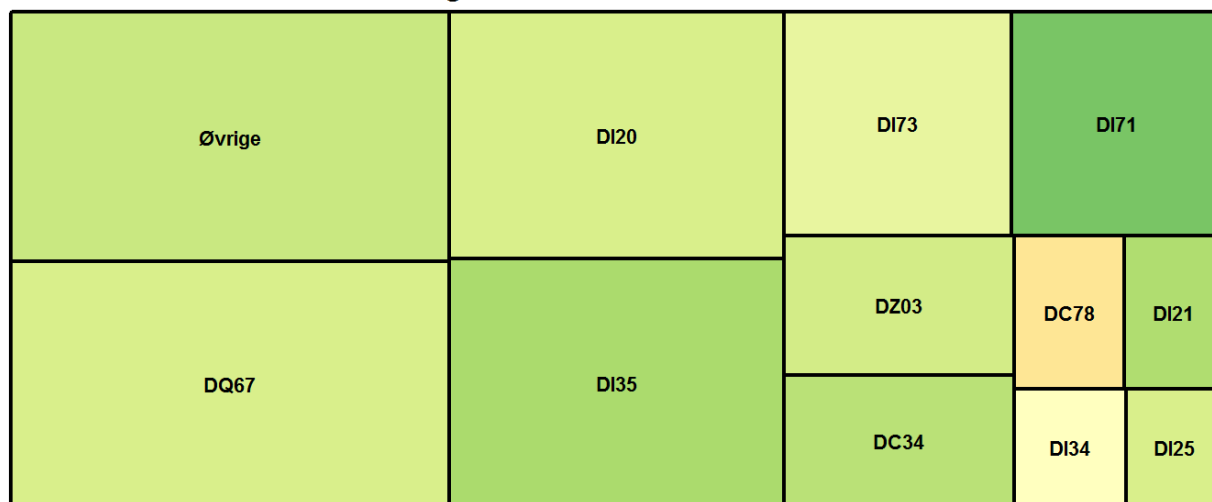 Øvrige
DI20
DI73
DI71
DQ67
DI35
DZ03
DC78
DI21
DC34
DI34
DI25